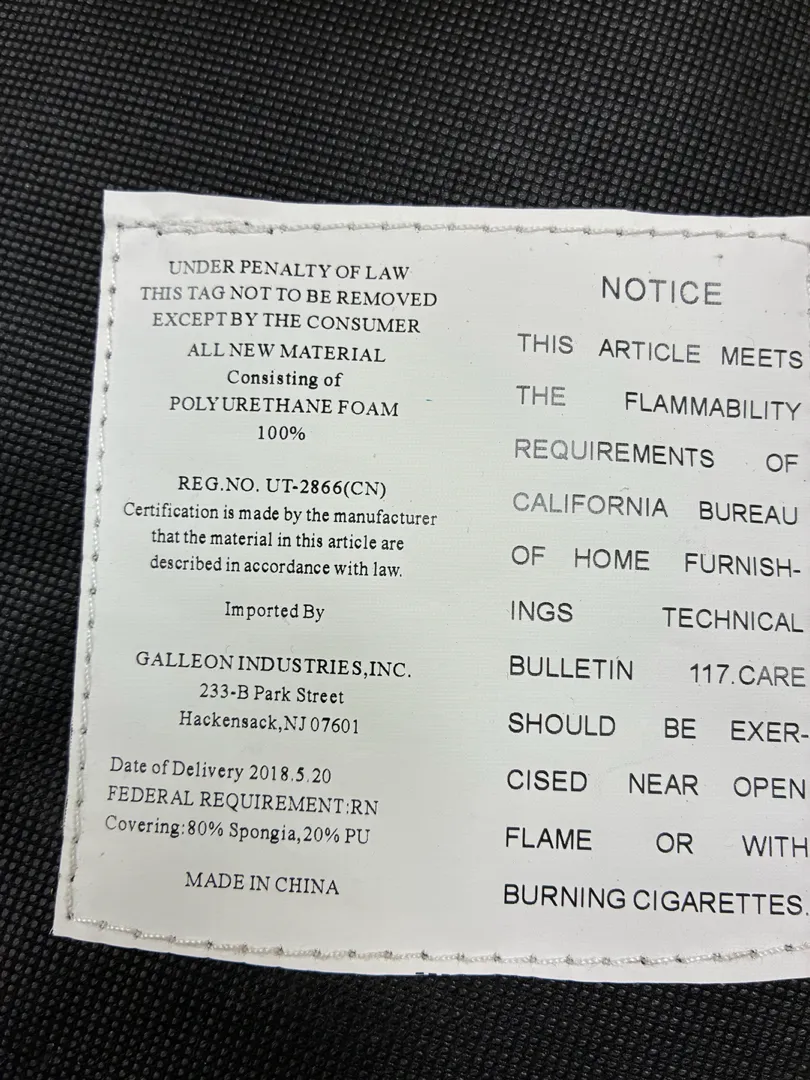 UNDER PENALTY OF LAW
THIS TAG NOT TO BE REMOVED
EXCEPT BY THE CONSUMER
ALL NEW MATERIAL
Consisting of
POLYURETHANE FOAM
100%
REG.NO. UT-2866(CN)
Certification is made by the manufacturer
that the material in this article are
described in accordance with law.
Imported By
GALLEON INDUSTRIES,INC.
233-B Park Street
Hackensack,NJ 07601
Date of Delivery 2018.5.20
FEDERAL REQUIREMENT:RN
Covering:80% Spongia,20% PU
MADE IN CHINA
NOTICE
THIS ARTICLE MEETS
THE FLAMMABILITY
REQUIREMENTS OF
CALIFORNIA BUREAU
OF HOME FURNISH-
INGS TECHNICAL
BULLETIN 117.CARE
SHOULD BE EXER-
CISED NEAR OPEN
FLAME OR WITH
BURNING CIGARETTES.